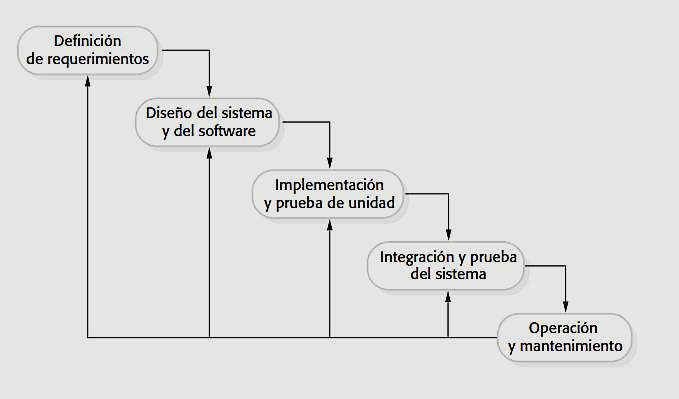 Definición
de requerimientos
Diseño del sistema
y del software
Implementación
y prueba de unidad
Integración y prueba
del sistema
Operación
y mantenimiento